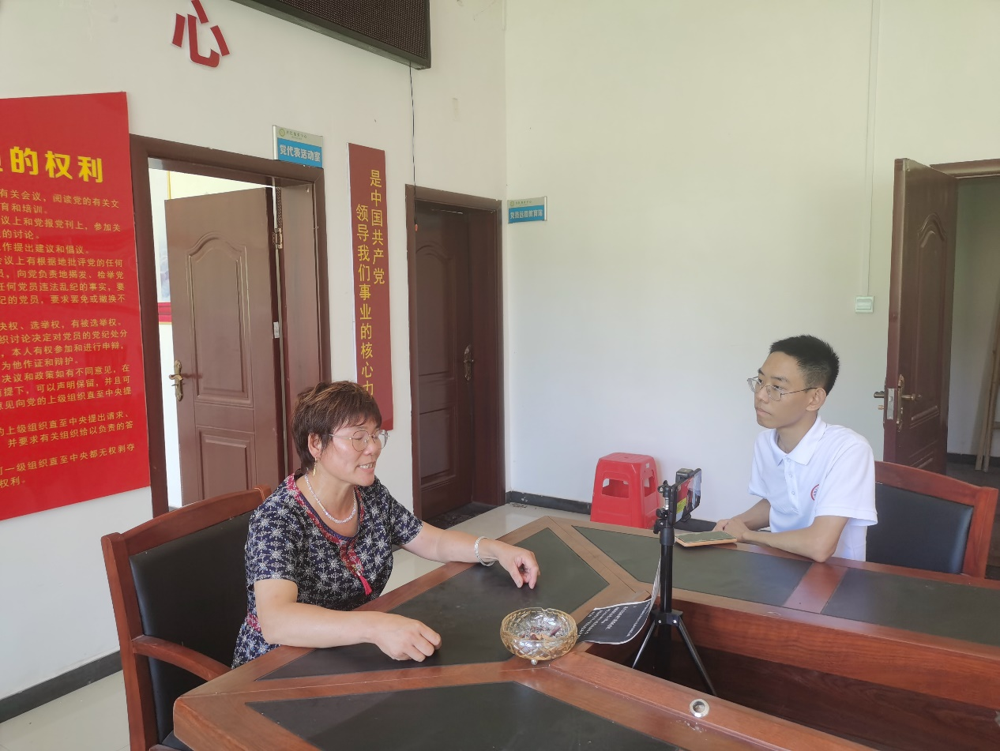 心
的权利
有关会议，阅读党的有关文
育和培训。
议上和党报党刊上，参加关
的讨论。
作提出建议和倡议。
会议上有根据地批评党的任何
员，向党负责地揭发、检举党
任何党员违法乱纪的事实，要
纪的党员，要求罢免或撤换不
决权、选举权，有被选举权。
织讨论决定对党员的党纪处分
，本人有权参加和进行申辩，
为他作证和辩护。
决议和政策如有不同意见，在
前提下，可以声明保留，并且可
意见向党的上级组织直至中央提
的上级组织直至中央提出请求、
并要求有关组织给以负责的答
何一级组织直至中央都无权剥夺
权利。
党代表活动室
是中国共产党
领导我们事业的核心力
党员远程教育室